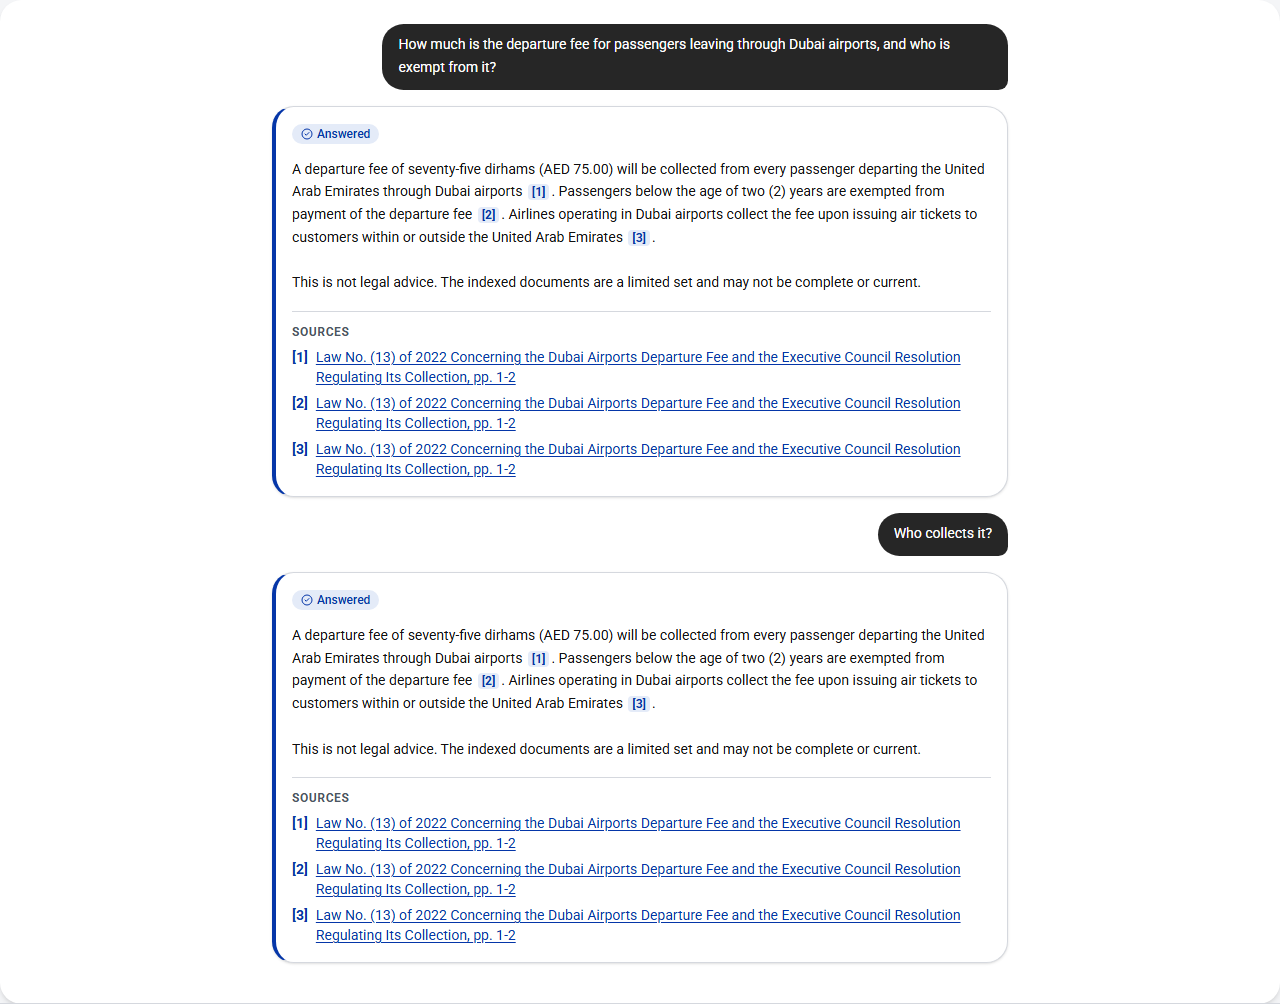 How much is the departure fee for passengers leaving through Dubai airports, and who is
exempt from it?
Answered
A departure fee of seventy-five dirhams (AED 75.00) will be collected from every passenger departing the United
Arab Emirates through Dubai airports [1] . Passengers below the age of two (2) years are exempted from
payment of the departure fee [2] . Airlines operating in Dubai airports collect the fee upon issuing air tickets to
customers within or outside the United Arab Emirates [3] .
This is not legal advice. The indexed documents are a limited set and may not be complete or current.
SOURCES
[1] Law No. (13) of 2022 Concerning the Dubai Airports Departure Fee and the Executive Council Resolution
Regulating Its Collection, pp. 1-2
[2] Law No. (13) of 2022 Concerning the Dubai Airports Departure Fee and the Executive Council Resolution
Regulating Its Collection, pp. 1-2
[3] Law No. (13) of 2022 Concerning the Dubai Airports Departure Fee and the Executive Council Resolution
Regulating Its Collection, pp. 1-2
Who collects it?
Answered
A departure fee of seventy-five dirhams (AED 75.00) will be collected from every passenger departing the United
Arab Emirates through Dubai airports [1] . Passengers below the age of two (2) years are exempted from
payment of the departure fee [2] . Airlines operating in Dubai airports collect the fee upon issuing air tickets to
customers within or outside the United Arab Emirates [3] .
This is not legal advice. The indexed documents are a limited set and may not be complete or current.
SOURCES
[1] Law No. (13) of 2022 Concerning the Dubai Airports Departure Fee and the Executive Council Resolution
Regulating Its Collection, pp. 1-2
[2] Law No. (13) of 2022 Concerning the Dubai Airports Departure Fee and the Executive Council Resolution
Regulating Its Collection, pp. 1-2
[3] Law No. (13) of 2022 Concerning the Dubai Airports Departure Fee and the Executive Council Resolution
Regulating Its Collection, pp. 1-2